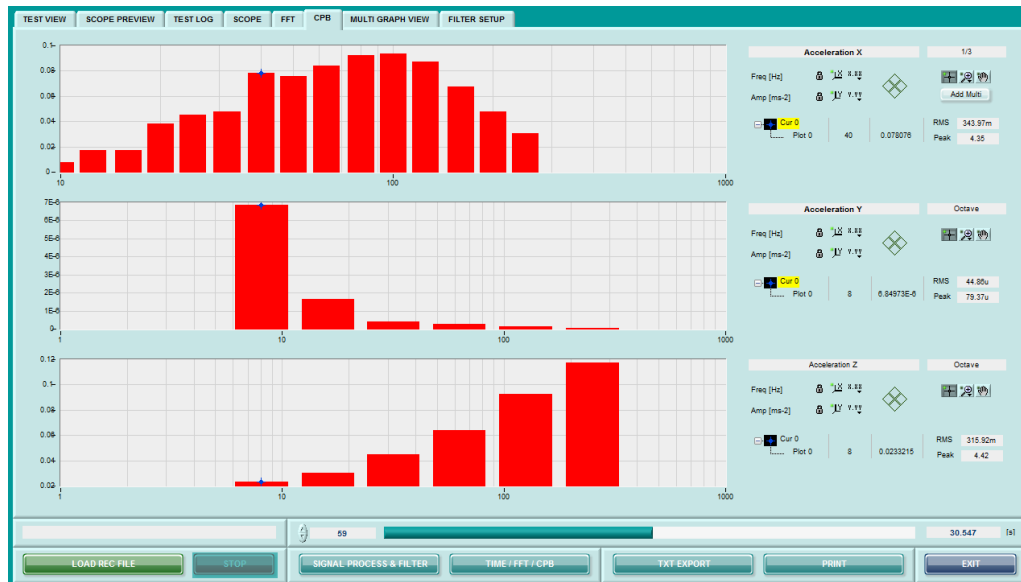 TEST VIEW SCOPE PREVIEW TEST LOG SCOPE FFT CPB MULTI GRAPH VIEW FILTER SETUP
0.1-
0.08-
0.06-
0.04-
0.02-
0-
10 100 1000
Acceleration X 1/3
Freq [Hz]
Amp [ms-2]
Add Multi
Cur 0
Plot 0 40 0.078076
RMS 343.97m
Peak 4.35
7E-6
6E-6
5E-6
4E-6
3E-6
2E-6
1E-6
0-
1 10 100 1000
Acceleration Y Octave
Freq [Hz]
Amp [ms-2]
Cur 0
Plot 0 8 6.84973E-6
RMS 44.86u
Peak 79.37u
0.12-
0.1-
0.08-
0.06-
0.04-
0.02-
1 10 100 1000
Acceleration Z Octave
Freq [Hz]
Amp [ms-2]
Cur 0
Plot 0 8 0.0233215
RMS 315.92m
Peak 4.42
59 30.547 [s]
LOAD REC FILE STOP SIGNAL PROCESS & FILTER TIME / FFT / CPB TXT EXPORT PRINT EXIT